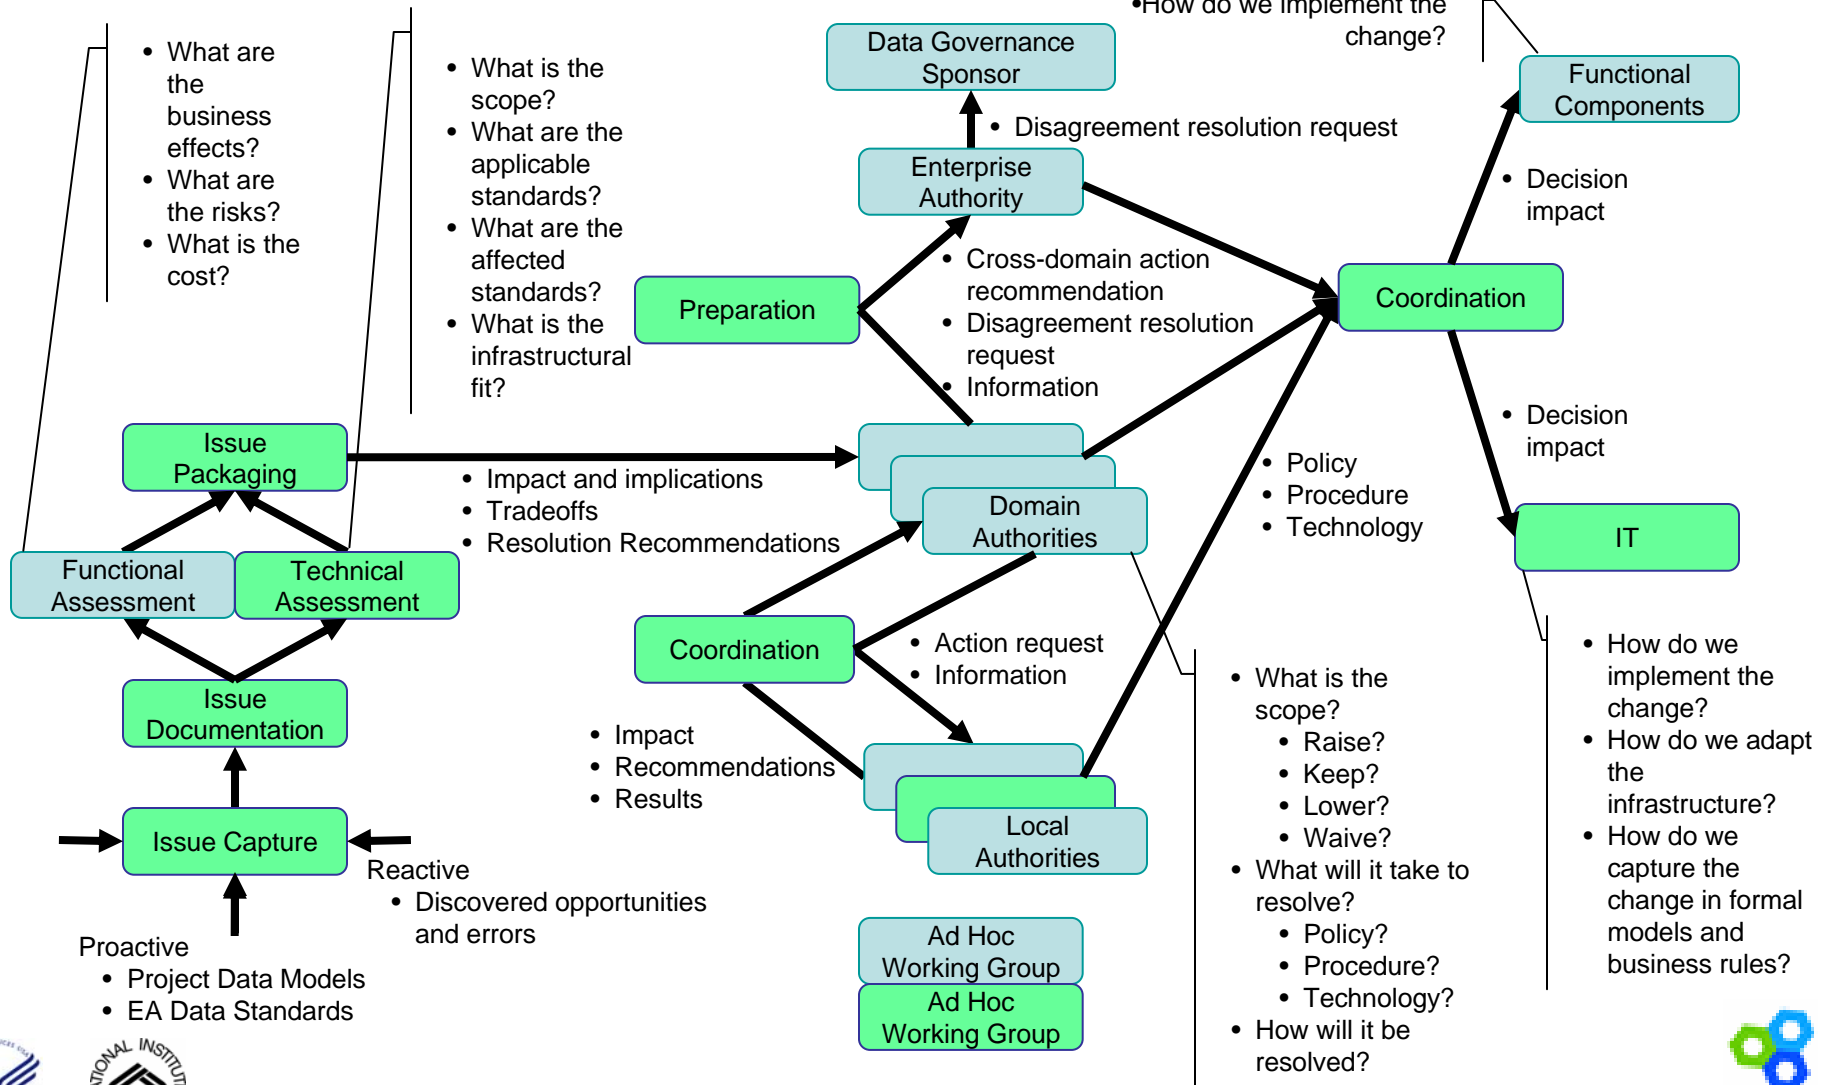 • What are
the
business
effects?
• What are
the risks?
• What is the
cost?
• What is the
scope?
• What are the
applicable
standards?
• What are the
affected
standards?
• What is the
infrastructural
fit?
Data Governance
Sponsor
• Disagreement resolution request
Enterprise
Authority
•How do we implement the
change?
Functional
Components
• Decision
impact
Preparation
• Cross-domain action
recommendation
• Disagreement resolution
request
• Information
Coordination
• Decision
impact
Issue
Packaging
• Impact and implications
• Tradeoffs
• Resolution Recommendations
Domain
Authorities
• Policy
• Procedure
• Technology
IT
Functional
Assessment
Technical
Assessment
Coordination
• Action request
• Information
Issue
Documentation
• Impact
• Recommendations
• Results
Issue Capture
Local
Authorities
Reactive
• Discovered opportunities
and errors
Proactive
• Project Data Models
• EA Data Standards
Ad Hoc
Working Group
Ad Hoc
Working Group
• What is the
scope?
• Raise?
• Keep?
• Lower?
• Waive?
• What will it take to
resolve?
• Policy?
• Procedure?
• Technology?
• How will it be
resolved?
• How do we
implement the
change?
• How do we adapt
the
infrastructure?
• How do we
capture the
change in formal
models and
business rules?